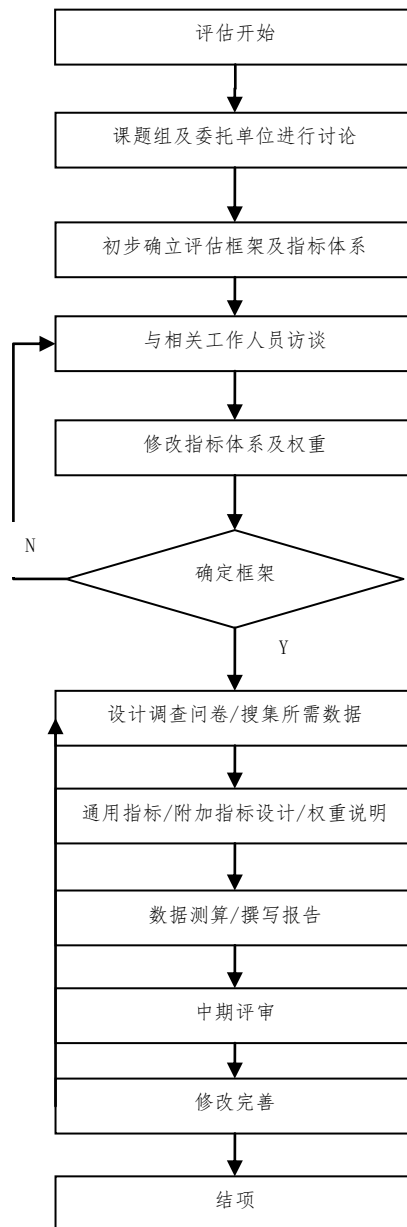 评估开始
课题组及委托单位进行讨论
初步确立评估框架及指标体系
与相关工作人员访谈
修改指标体系及权重
N
确定框架
Y
设计调查问卷/搜集所需数据
通用指标/附加指标设计/权重说明
数据测算/撰写报告
中期评审
修改完善
结项